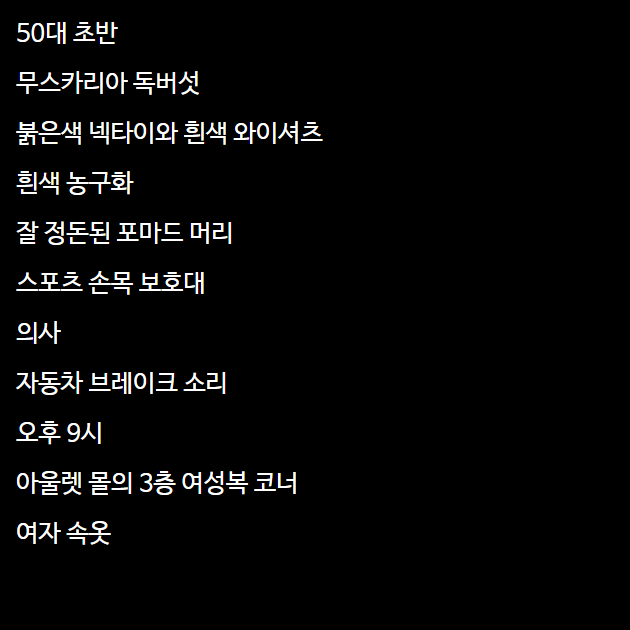 50대 초반
무스카리아 독버섯
붉은색 넥타이와 흰색 와이셔츠
흰색 농구화
잘 정돈된 포마드 머리
스포츠 손목 보호대
의사
자동차 브레이크 소리
오후 9시
아울렛 몰의 3층 여성복 코너
여자 속옷